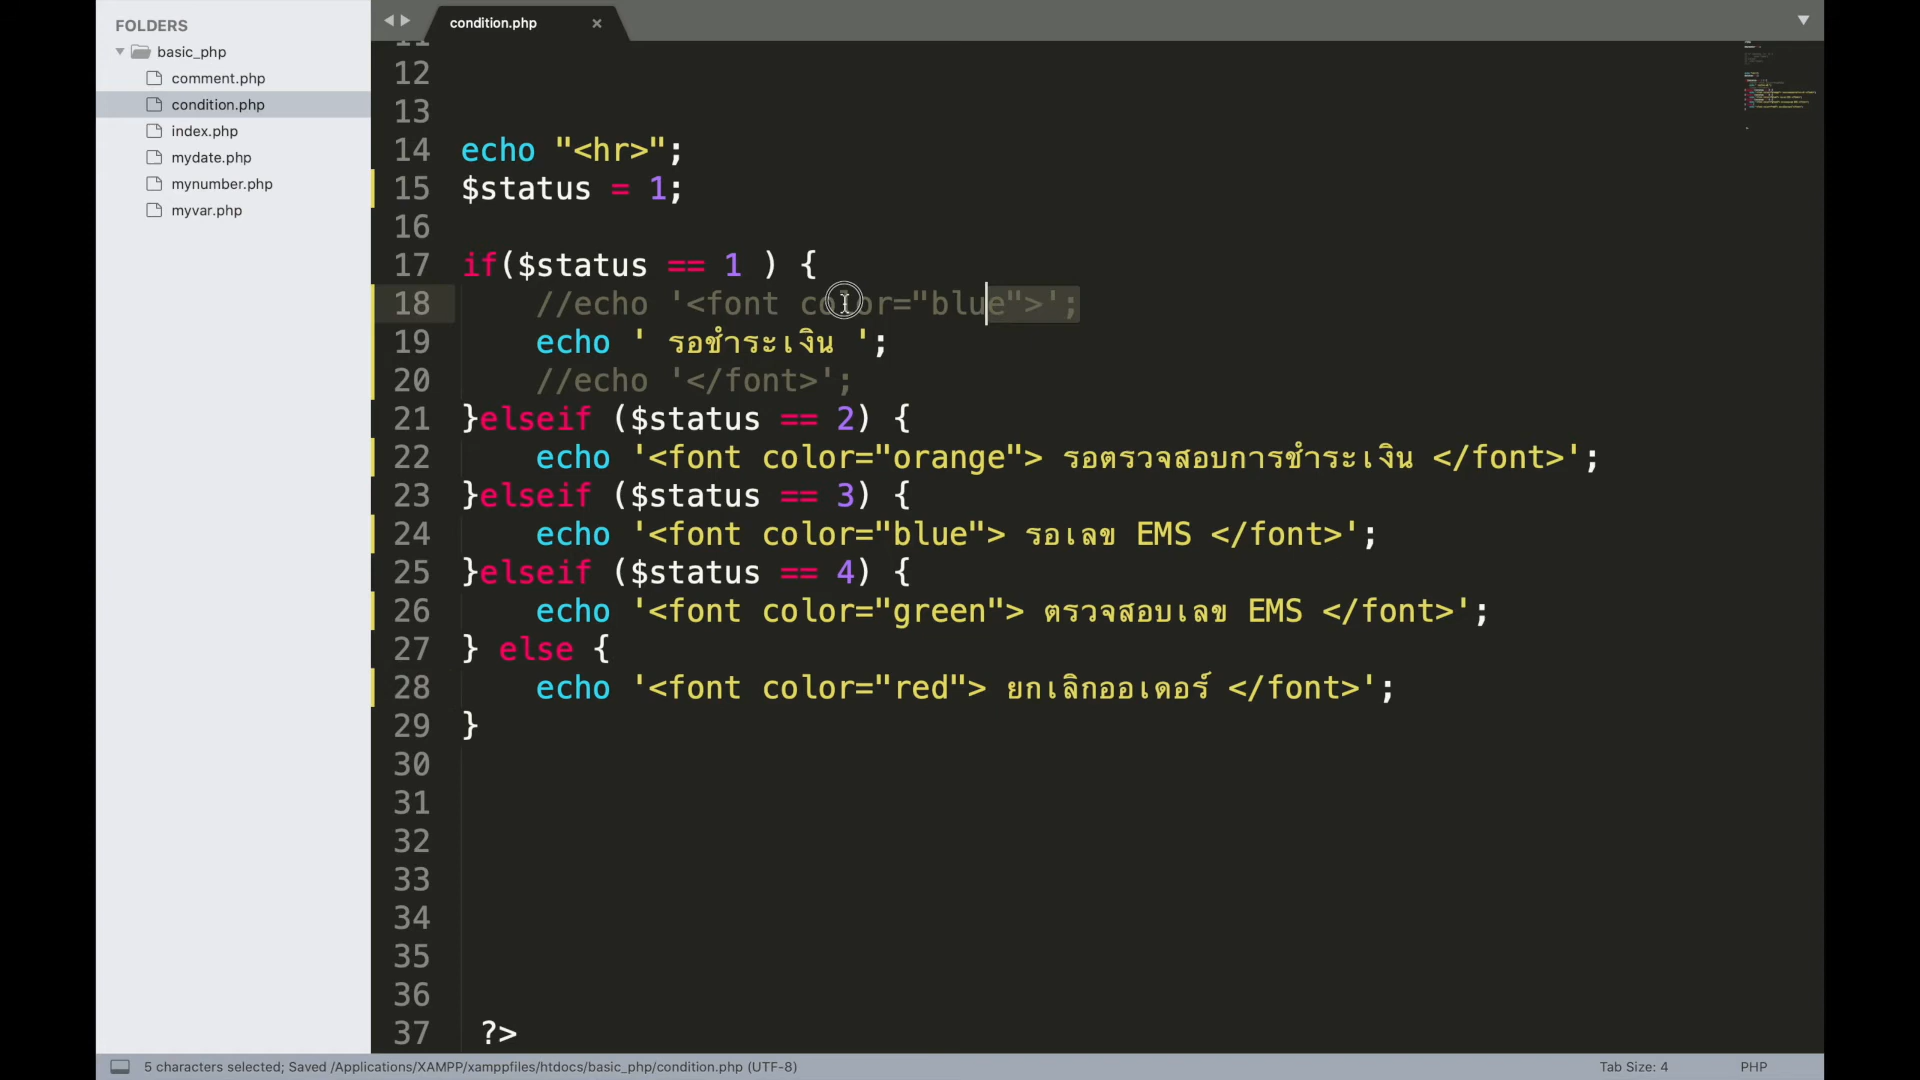 FOLDERS
basic_php
comment.php
condition.php
index.php
mydate.php
mynumber.php
myvar.php
condition.php
11
12
13
14 echo "<hr>";
15 $status = 1;
16
17 if($status == 1 ) {
18 //echo '<font color="blue">';
19 echo ' รอชำระเงิน ';
20 //echo '</font>';
21 }elseif ($status == 2) {
22 echo '<font color="orange"> รอตรวจสอบการชำระเงิน </font>';
23 }elseif ($status == 3) {
24 echo '<font color="blue"> รอเลข EMS </font>';
25 }elseif ($status == 4) {
26 echo '<font color="green"> ตรวจสอบเลข EMS </font>';
27 } else {
28 echo '<font color="red"> ยกเลิกออเดอร์ </font>';
29 }
30
31
32
33
34
35
36
37 ?>
5 characters selected; Saved /Applications/XAMPP/xamppfiles/htdocs/basic_php/condition.php (UTF-8)
Tab Size: 4
PHP